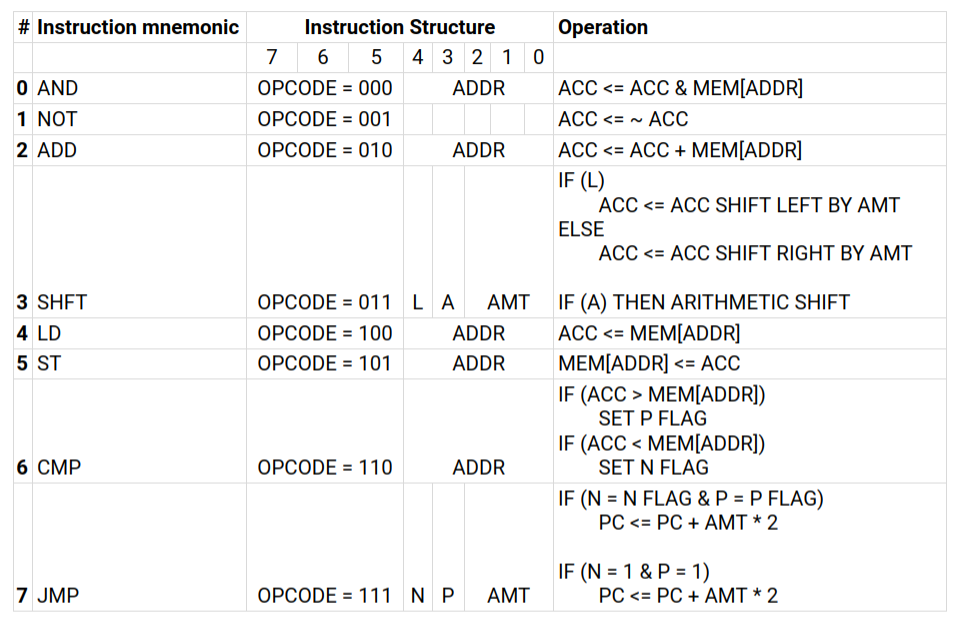 # Instruction mnemonic Instruction Structure Operation
7 6 5 4 3 2 1 0
0 AND OPCODE = 000 ADDR ACC <= ACC & MEM[ADDR]
1 NOT OPCODE = 001 ACC <= ~ ACC
2 ADD OPCODE = 010 ADDR ACC <= ACC + MEM[ADDR]
IF (L)
ACC <= ACC SHIFT LEFT BY AMT
ELSE
ACC <= ACC SHIFT RIGHT BY AMT
3 SHFT OPCODE = 011 L A AMT IF (A) THEN ARITHMETIC SHIFT
4 LD OPCODE = 100 ADDR ACC <= MEM[ADDR]
5 ST OPCODE = 101 ADDR MEM[ADDR] <= ACC
IF (ACC > MEM[ADDR])
SET P FLAG
IF (ACC < MEM[ADDR])
6 CMP OPCODE = 110 ADDR SET N FLAG
IF (N = N FLAG & P = P FLAG)
PC <= PC + AMT * 2
IF (N = 1 & P = 1)
7 JMP OPCODE = 111 N P AMT PC <= PC + AMT * 2